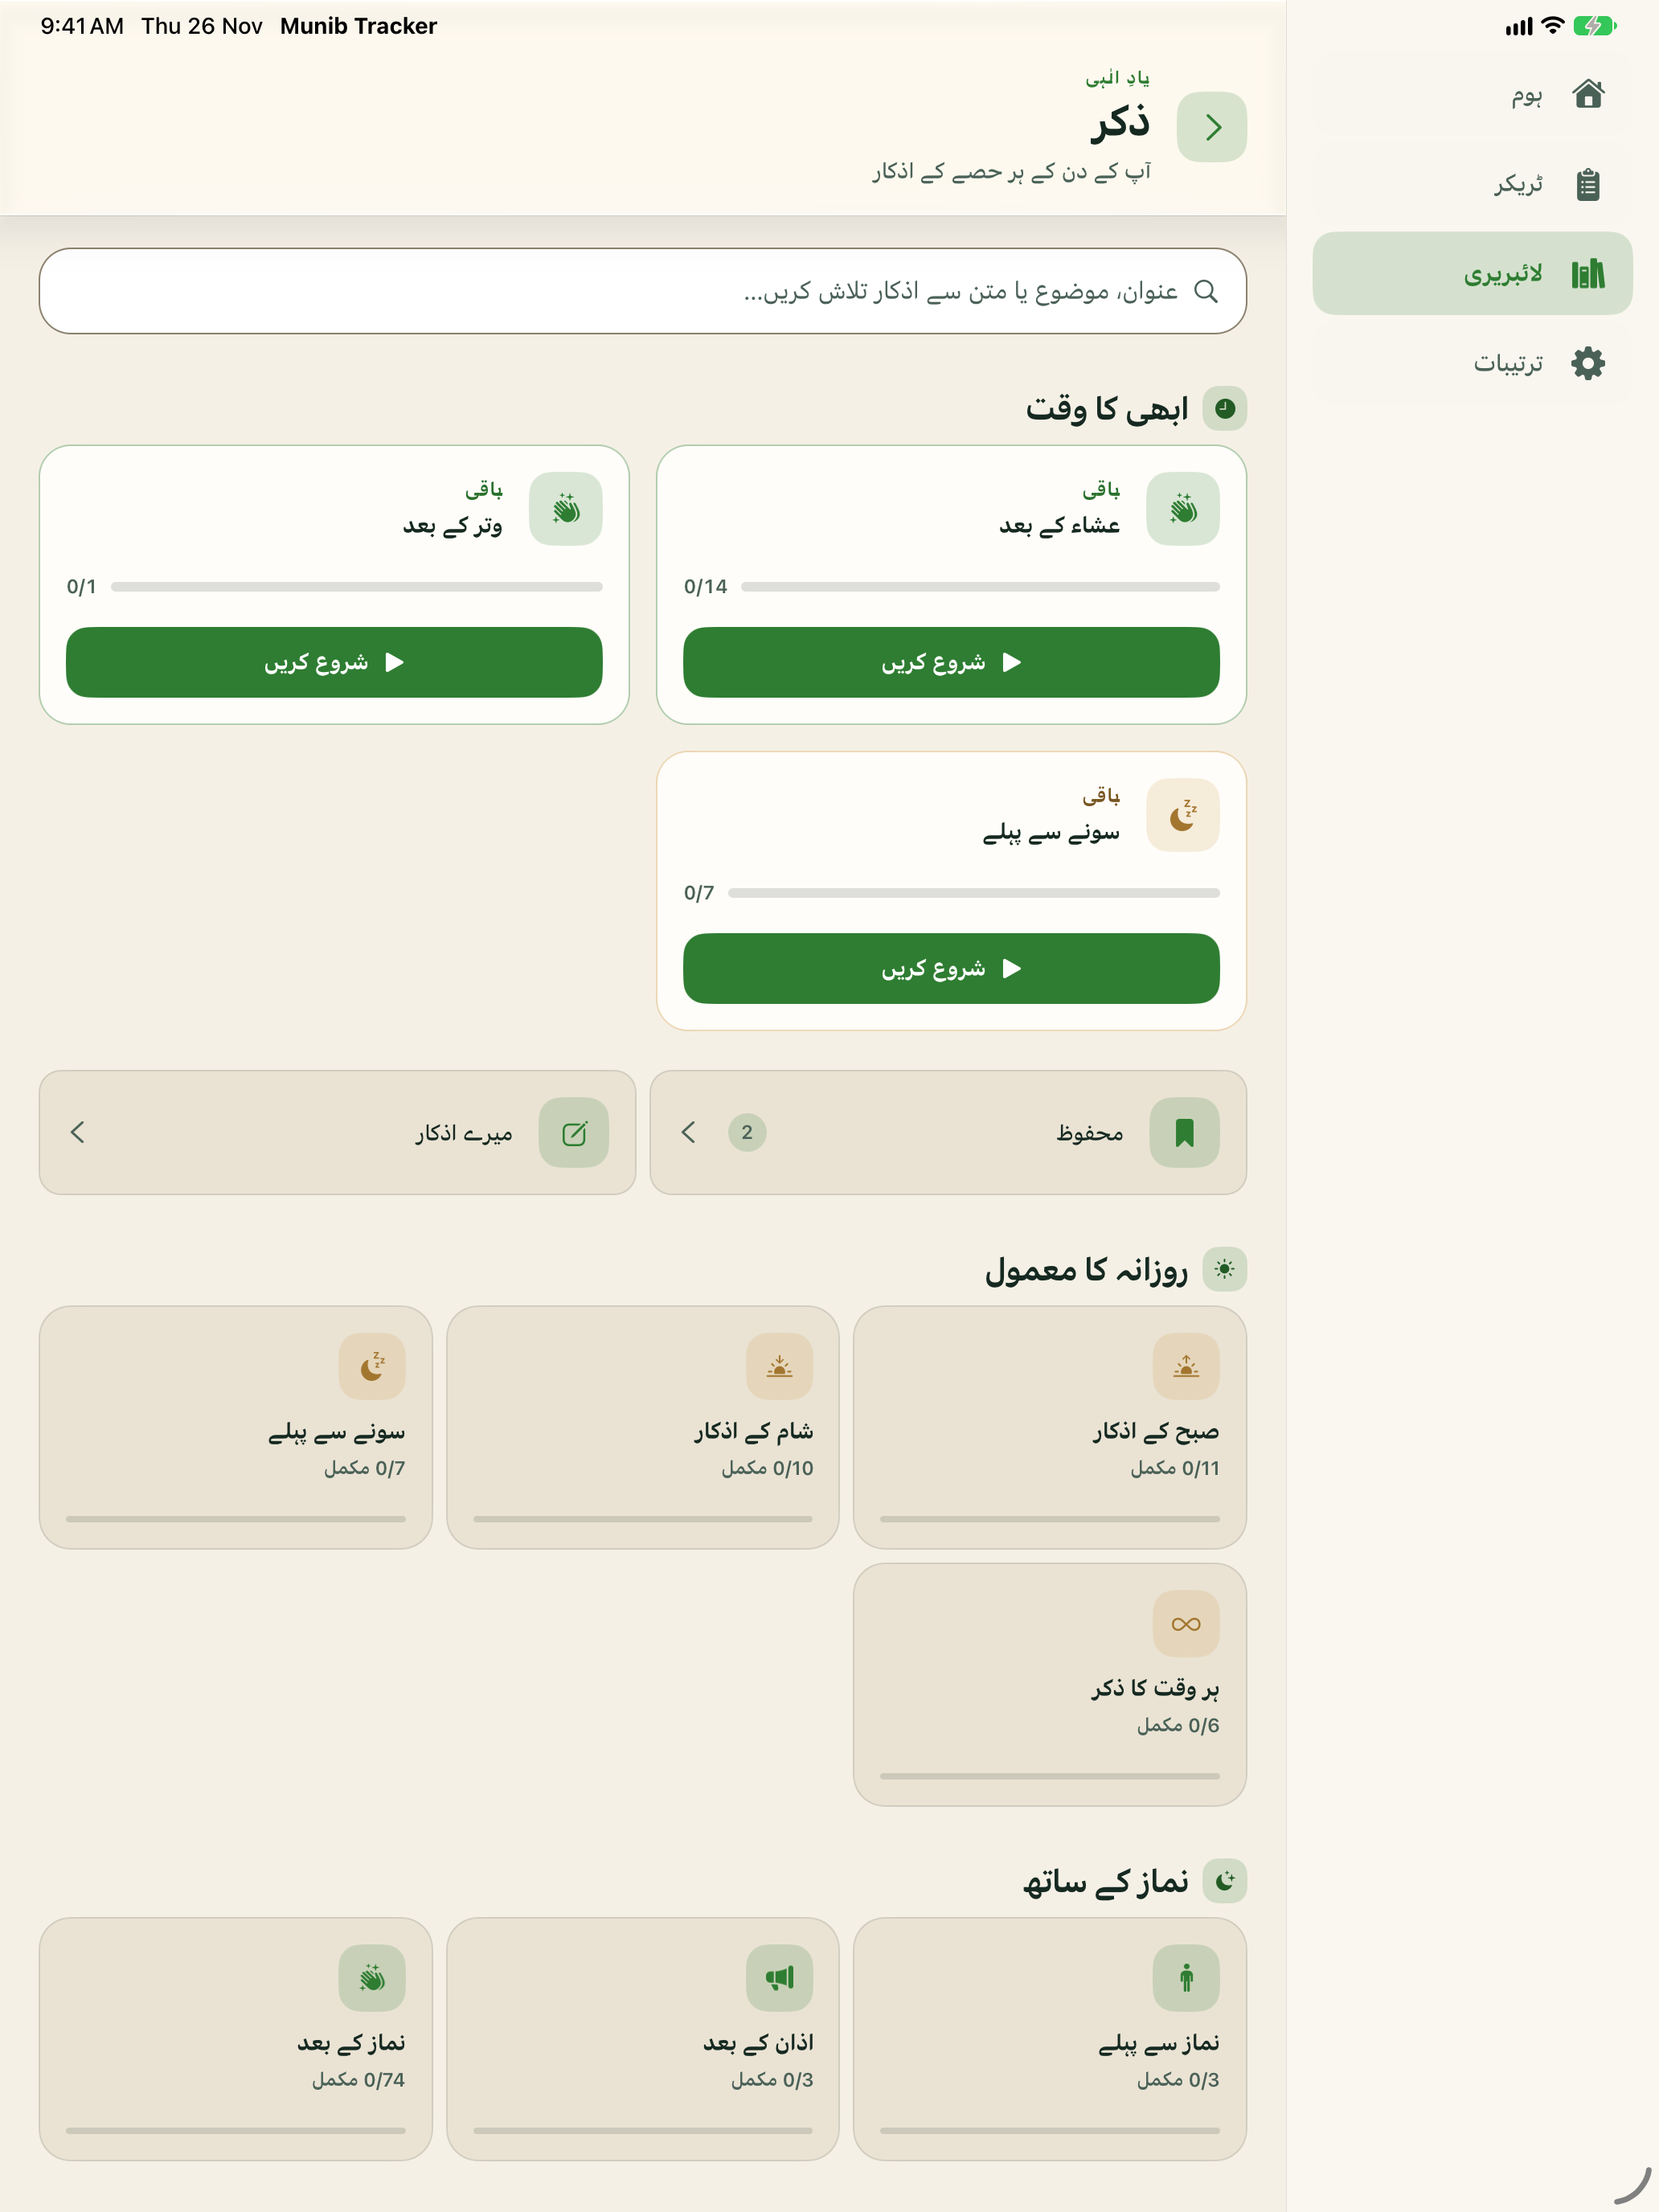 9:41 AM Thu 26 Nov Munib Tracker
ہوم
ٹریکر
لائبریری
ترتیبات
یادِ الٰہی
ذکر
آپ کے دن کے ہر حصے کے اذکار
عنوان، موضوع یا متن سے اذکار تلاش کریں...
ابھی کا وقت
باقی
عشاء کے بعد
0/14
شروع کریں
باقی
وتر کے بعد
0/1
شروع کریں
باقی
سونے سے پہلے
0/7
شروع کریں
محفوظ
2
میرے اذکار
روزانہ کا معمول
صبح کے اذکار
0/11 مکمل
شام کے اذکار
0/10 مکمل
سونے سے پہلے
0/7 مکمل
ہر وقت کا ذکر
0/6 مکمل
نماز کے ساتھ
نماز سے پہلے
0/3 مکمل
اذان کے بعد
0/3 مکمل
نماز کے بعد
0/74 مکمل